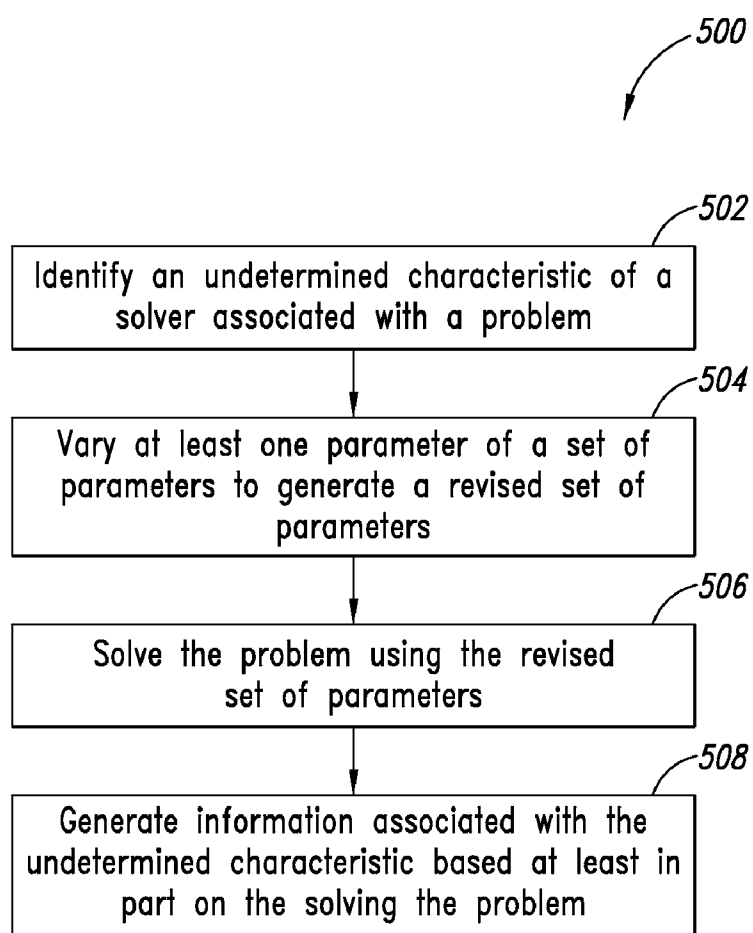 500
502
Identify an undetermined characteristic of a
solver associated with a problem
504
Vary at least one parameter of a set of
parameters to generate a revised set of
parameters
506
Solve the problem using the revised
set of parameters
508
Generate information associated with the
undetermined characteristic based at least in
part on the solving the problem